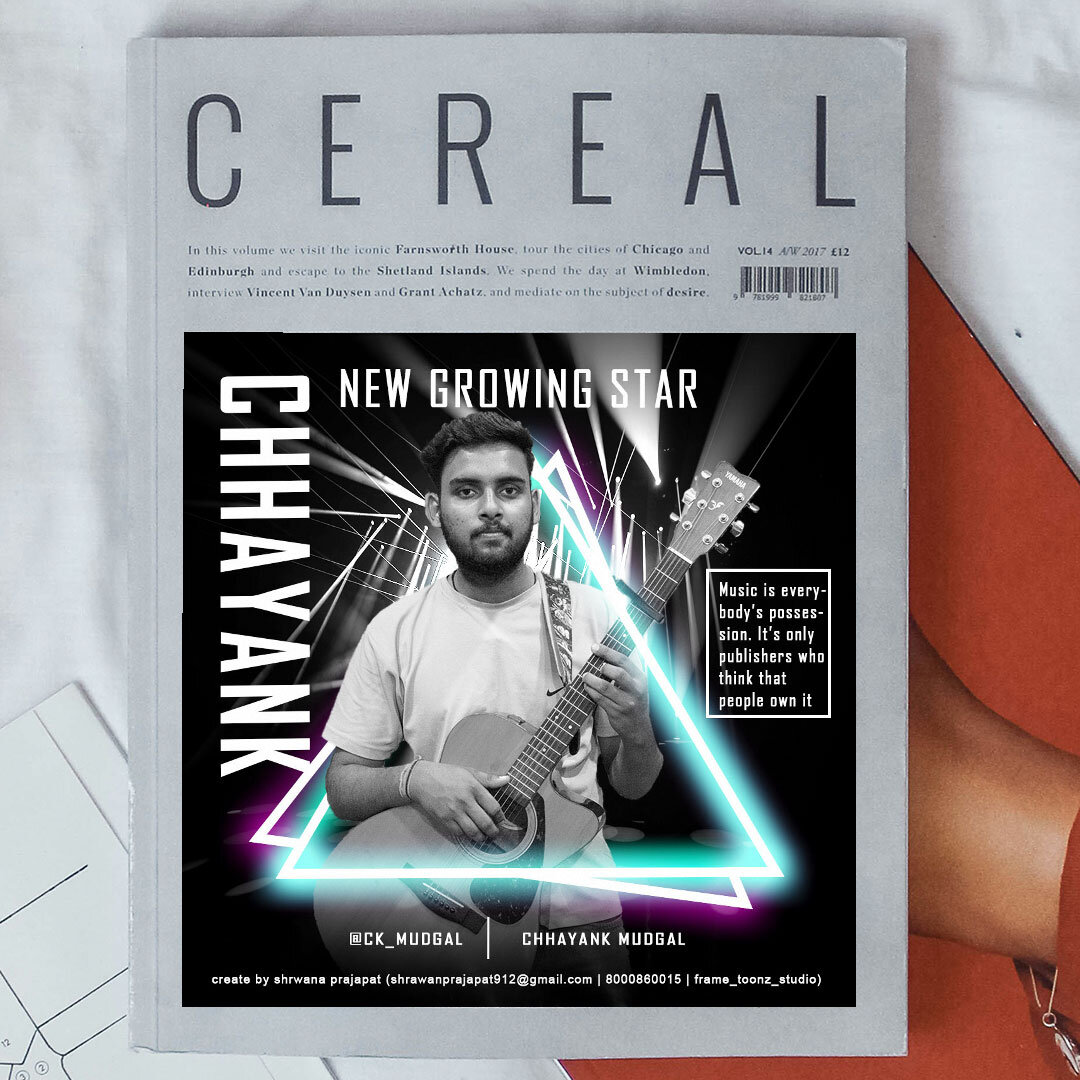 CEREAL
In this volume we visit the iconic Farnsworth House, tour the cities of Chicago and
Edinburgh and escape to the Shetland Islands. We spend the day at Wimbledon,
interview Vincent Van Duysen and Grant Achatz, and mediate on the subject of desire.
VOL.14 A/W 2017 £12
9 781999 821807
NEW GROWING STAR
CHHAYANK
YAMAHA
Music is every-
body's posses-
sion. It's only
publishers who
think that
people own it
@CK_MUDGAL
CHHAYANK MUDGAL
create by shrwana prajapat (shrawanprajapat912@gmail.com | 8000860015 | frame_toonz_studio)
12
3
2